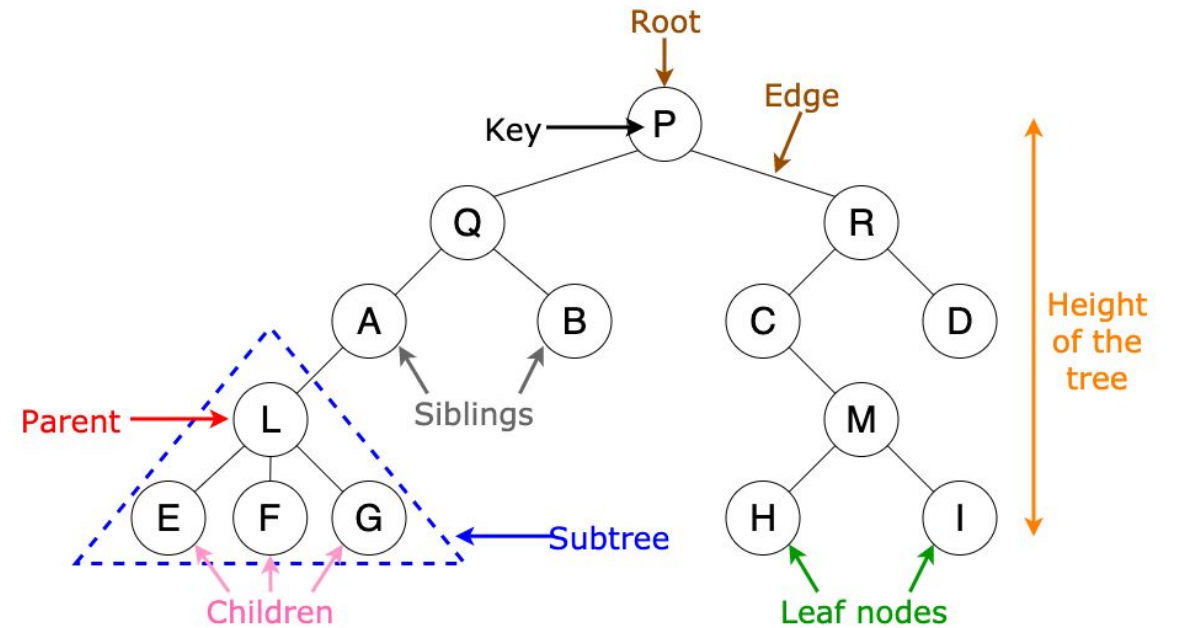 Root
Edge
Key
P
Q
R
A
B
C
D
Height
of the
tree
Siblings
Parent
L
M
E
F
G
H
I
Subtree
Children
Leaf nodes